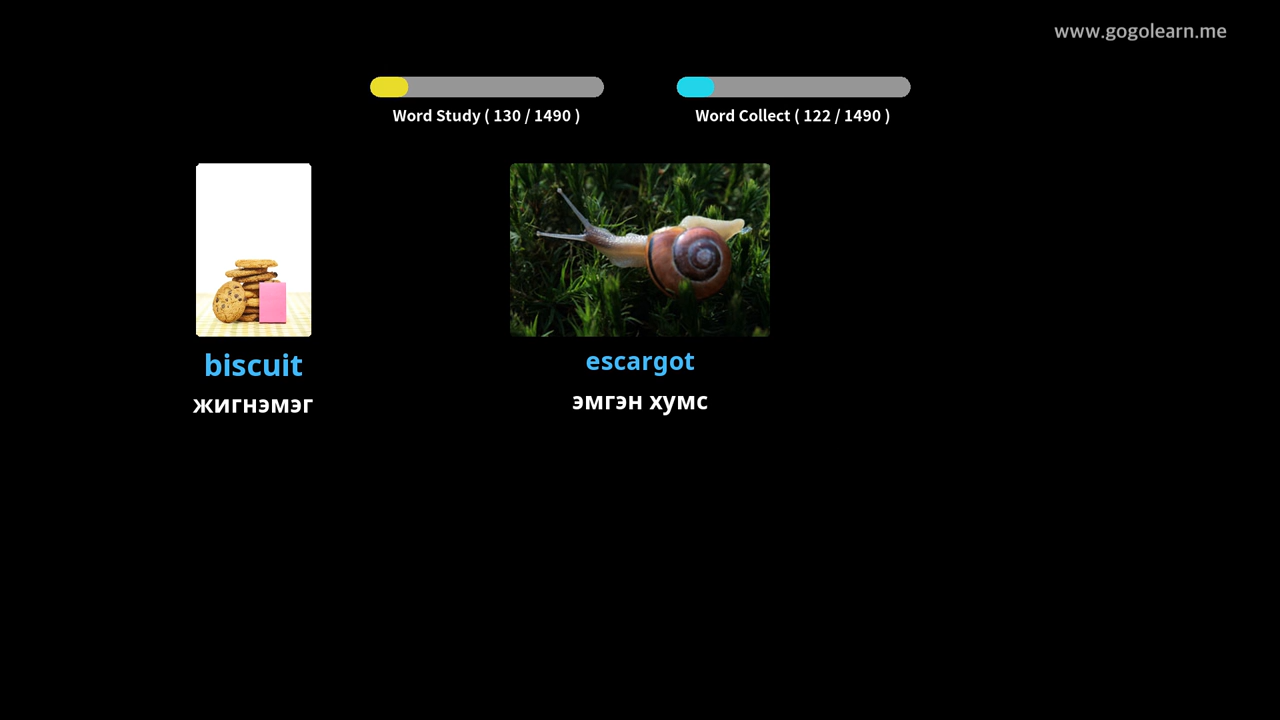 www.gogolearn.me
Word Study ( 130 / 1490 )
Word Collect ( 122 / 1490 )
biscuit
жигнэмэг
escargot
эмгэн хумс